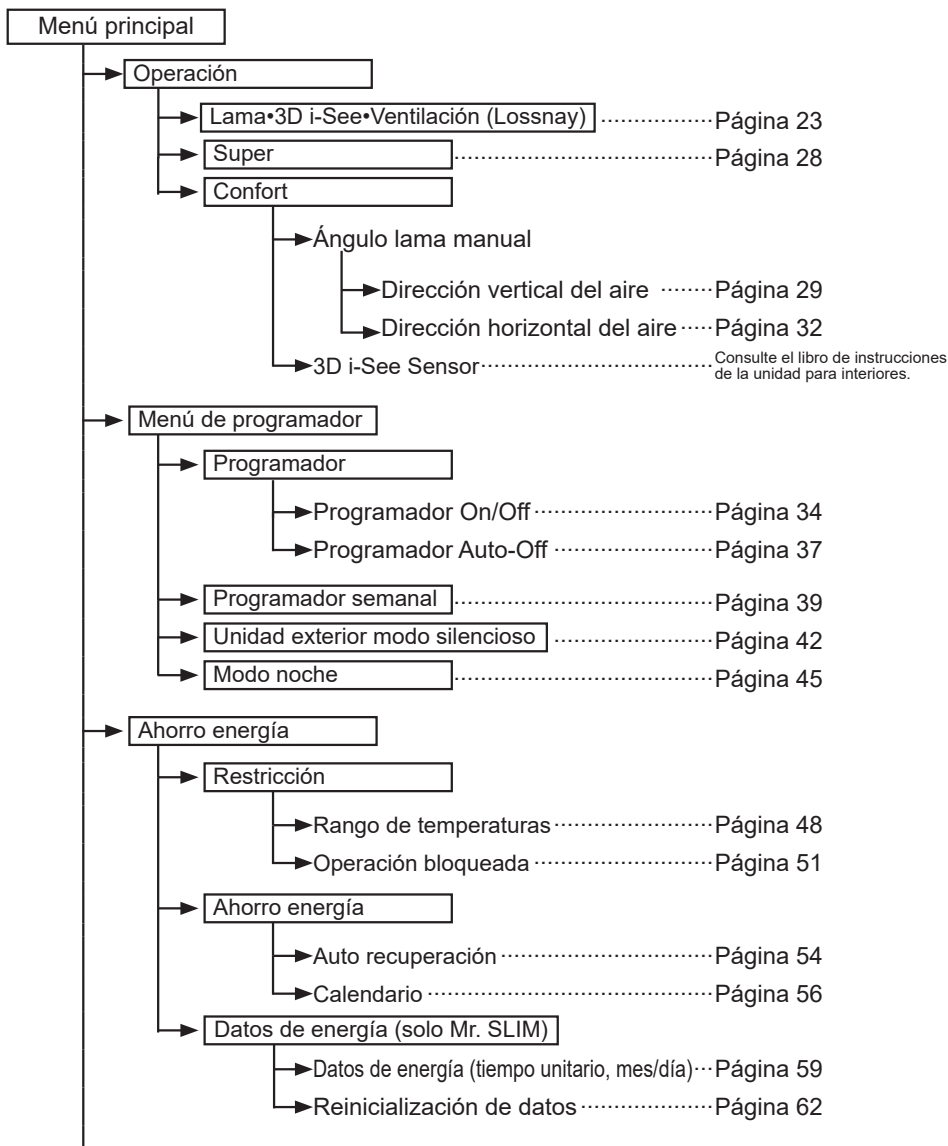 Menú principal
Operación
Lama•3D i-See•Ventilación (Lossnay) Página 23
Super Página 28
Confort
Ángulo lama manual
Dirección vertical del aire Página 29
Dirección horizontal del aire Página 32
3D i-See Sensor Consulte el libro de instrucciones
de la unidad para interiores.
Menú de programador
Programador
Programador On/Off Página 34
Programador Auto-Off Página 37
Programador semanal Página 39
Unidad exterior modo silencioso Página 42
Modo noche Página 45
Ahorro energía
Restricción
Rango de temperaturas Página 48
Operación bloqueada Página 51
Ahorro energía
Auto recuperación Página 54
Calendario Página 56
Datos de energía (solo Mr. SLIM)
Datos de energía (tiempo unitario, mes/día) Página 59
Reinicialización de datos Página 62